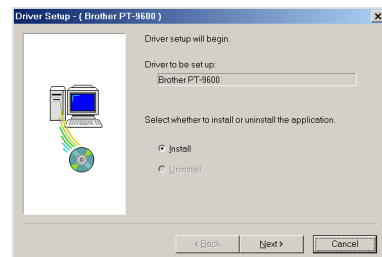 Driver Setup - ( Brother PT-9600 )
Driver setup will begin.
Driver to be set up:
Brother PT-9600
Select whether to install or uninstall the application.
Install
Uninstall
< Back
Next >
Cancel